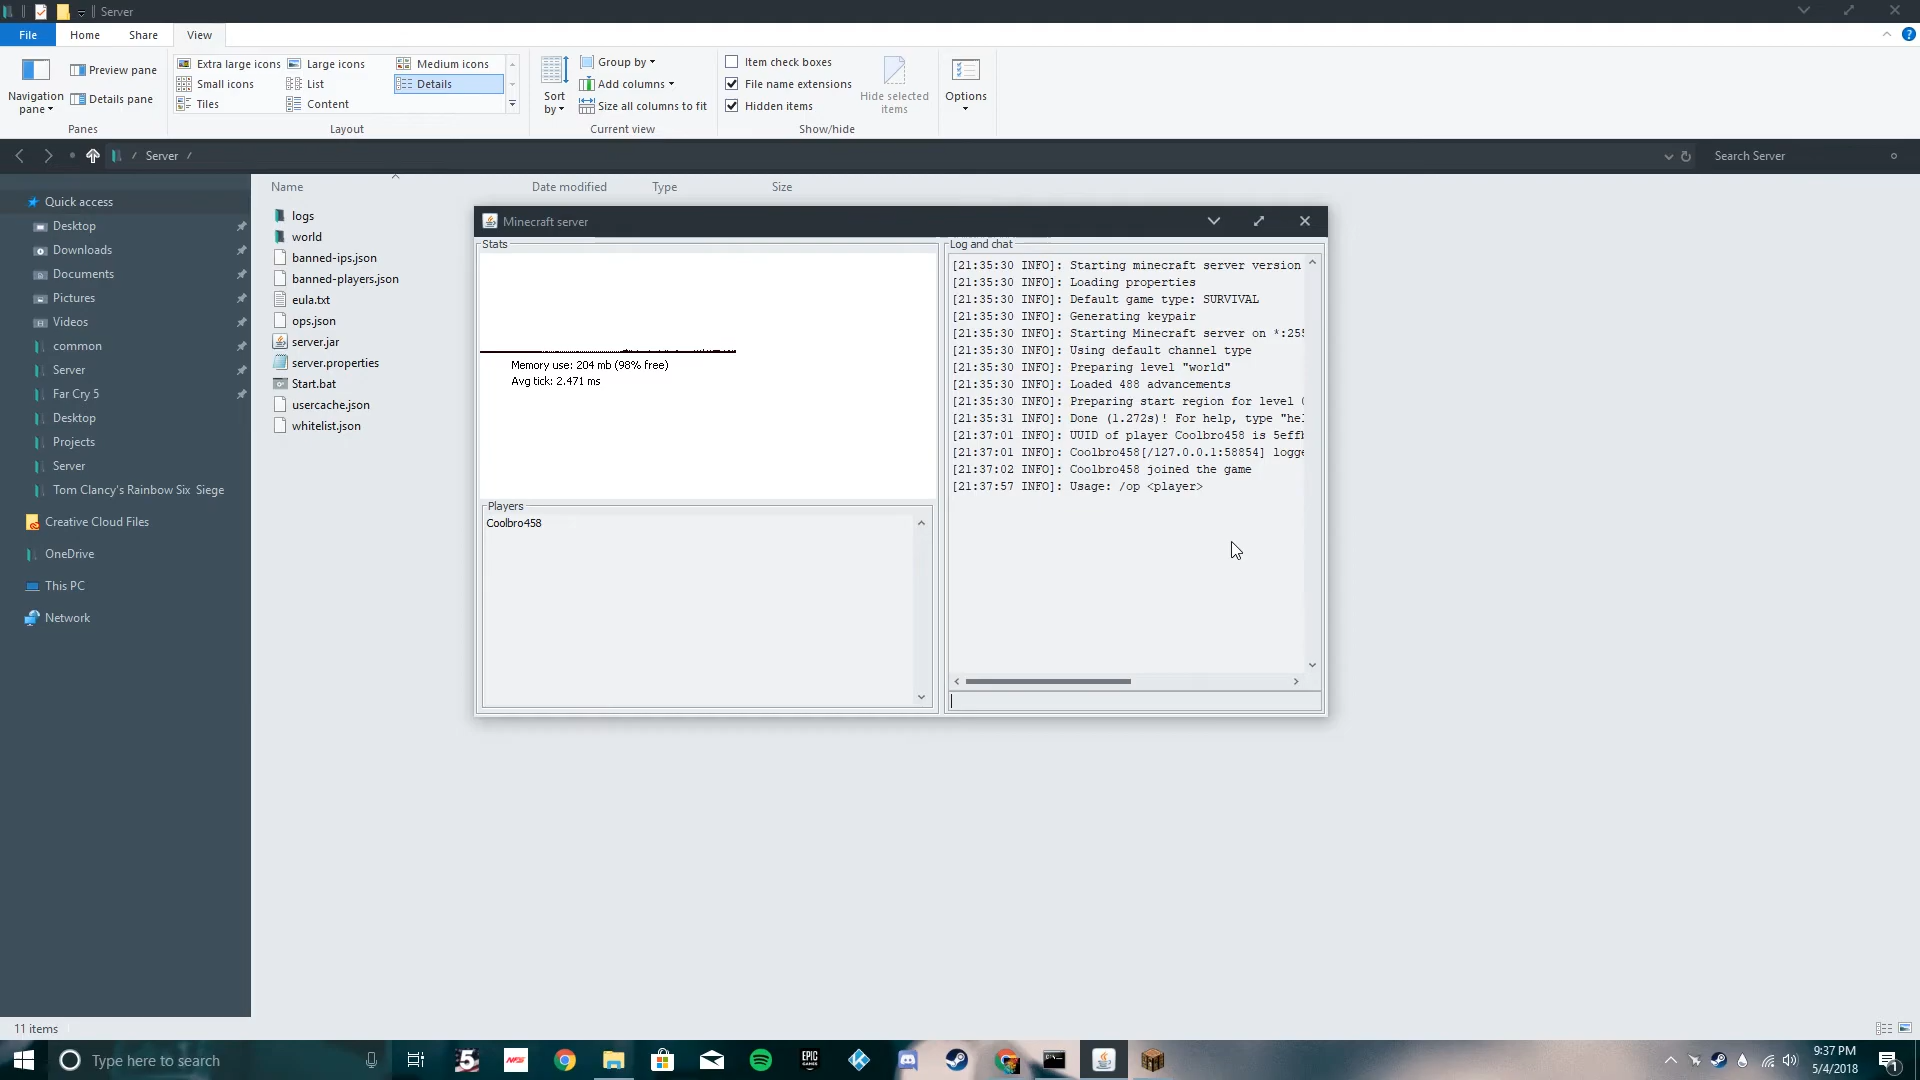 Server
File
Home
Share
View
Navigation pane
Preview pane
Details pane
Panes
Extra large icons
Large icons
Medium icons
Small icons
List
Details
Tiles
Content
Layout
Sort by
Group by
Add columns
Size all columns to fit
Current view
Item check boxes
File name extensions
Hidden items
Hide selected items
Show/hide
Options
/ Server /
Search Server
Quick access
Desktop
Downloads
Documents
Pictures
Videos
common
Server
Far Cry 5
Desktop
Projects
Server
Tom Clancy's Rainbow Six Siege
Creative Cloud Files
OneDrive
This PC
Network
Name
Date modified
Type
Size
logs
world
banned-ips.json
banned-players.json
eula.txt
ops.json
server.jar
server.properties
Start.bat
usercache.json
whitelist.json
Minecraft server
Stats
Memory use: 204 mb (98% free)
Avg tick: 2.471 ms
Players
Coolbro458
Log and chat
[21:35:30 INFO]: Starting minecraft server version
[21:35:30 INFO]: Loading properties
[21:35:30 INFO]: Default game type: SURVIVAL
[21:35:30 INFO]: Generating keypair
[21:35:30 INFO]: Starting Minecraft server on *:255
[21:35:30 INFO]: Using default channel type
[21:35:30 INFO]: Preparing level "world"
[21:35:30 INFO]: Loaded 488 advancements
[21:35:30 INFO]: Preparing start region for level (
[21:35:31 INFO]: Done (1.272s)! For help, type "hel
[21:37:01 INFO]: UUID of player Coolbro458 is 5effb
[21:37:01 INFO]: Coolbro458[/127.0.0.1:58854] logge
[21:37:02 INFO]: Coolbro458 joined the game
[21:37:57 INFO]: Usage: /op <player>
11 items
Type here to search
5
NFS
EPIC GAMES
9:37 PM
5/4/2018
1